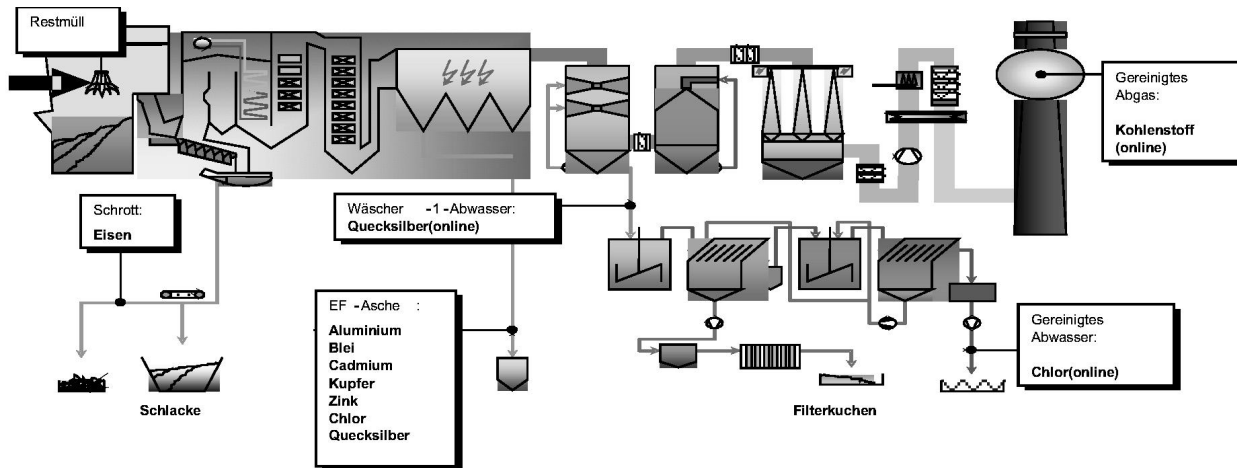 Restmüll
Gereinigtes
Abgas:
Kohlenstoff
(online)
Schrott:
Eisen
Wäscher -1-Abwasser:
Quecksilber(online)
EF -Asche :
Aluminium
Blei
Cadmium
Kupfer
Zink
Chlor
Quecksilber
Gereinigtes
Abwasser:
Chlor(online)
Schlacke
Filterkuchen